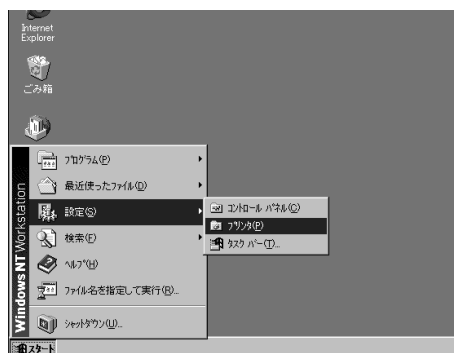 Internet
Explorer
ごみ箱
ﾌﾟﾛｸﾞﾗﾑ(P)
最近使ったﾌｧｲﾙ(D)
設定(S)
検索(F)
ﾍﾙﾌﾟ(H)
ﾌｧｲﾙ名を指定して実行(R)...
ｼｬｯﾄﾀﾞｳﾝ(U)...
ｺﾝﾄﾛｰﾙ ﾊﾟﾈﾙ(C)
ﾌﾟﾘﾝﾀ(P)
ﾀｽｸ ﾊﾞｰ(T)...
Windows NT Workstation
スタート